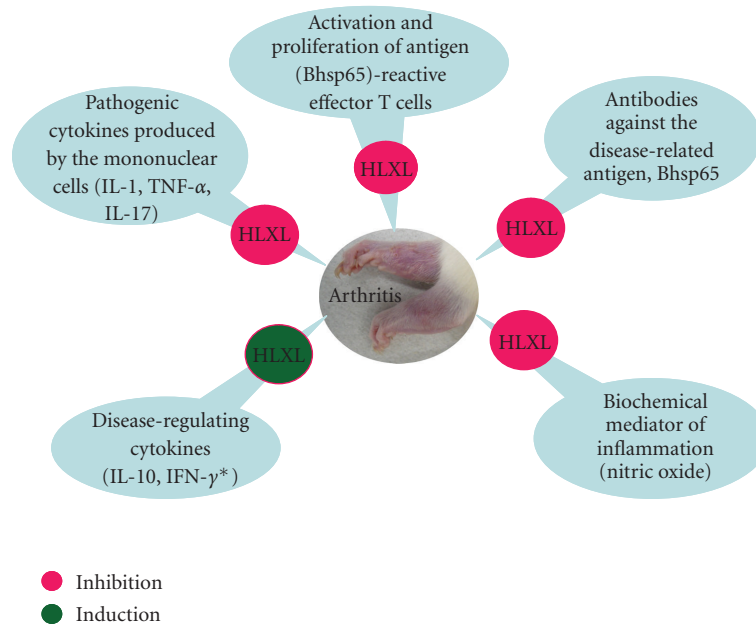 Activation and
proliferation of antigen
(Bhsp65)-reactive
effector T cells
HLXL
Pathogenic
cytokines produced
by the mononuclear
cells (IL-1, TNF-α,
IL-17)
HLXL
Antibodies
against the
disease-related
antigen, Bhsp65
HLXL
Arthritis
HLXL
Disease-regulating
cytokines
(IL-10, IFN-γ*)
HLXL
Biochemical
mediator of
inflammation
(nitric oxide)
Inhibition
Induction